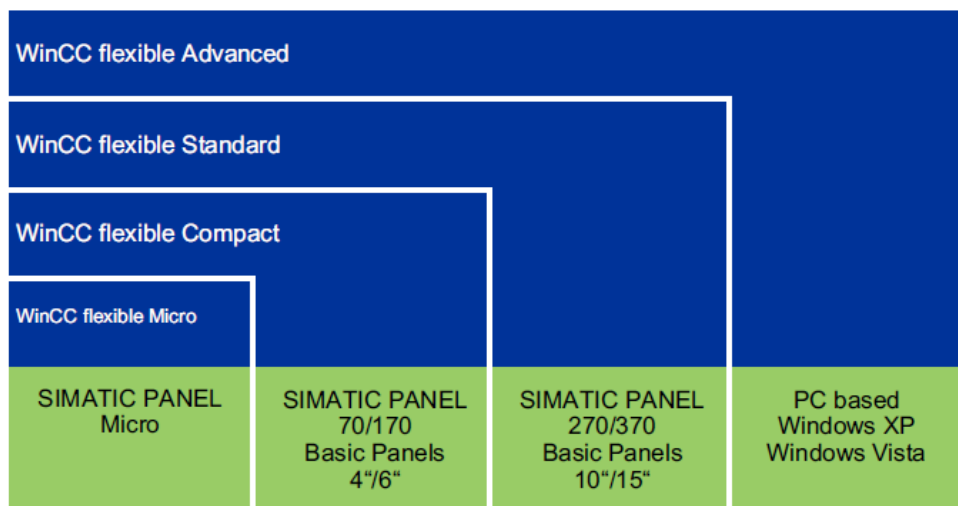 WinCC flexible Advanced
WinCC flexible Standard
WinCC flexible Compact
WinCC flexible Micro
SIMATIC PANEL
Micro
SIMATIC PANEL
70/170
Basic Panels
4“/6“
SIMATIC PANEL
270/370
Basic Panels
10“/15“
PC based
Windows XP
Windows Vista